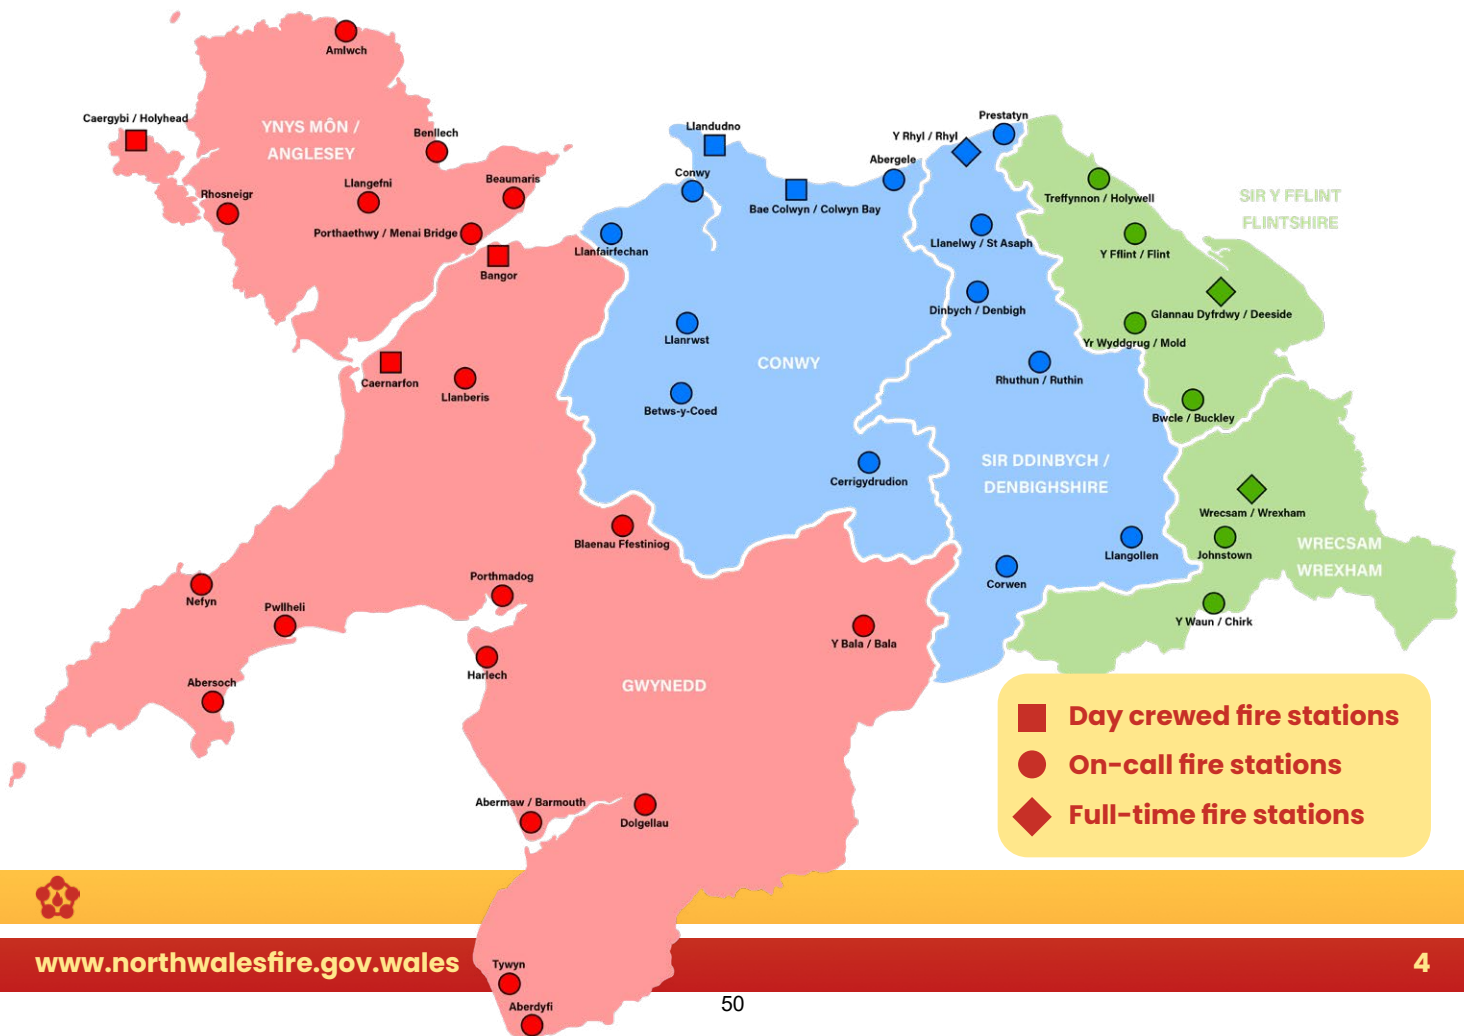 Amlwch
Caergybi / Holyhead
YNYS MÔN /
ANGLESEY
Benllech
Llangefni
Beaumaris
Rhosneigr
Porthaethwy / Menai Bridge
Bangor
Caernarfon
Llanberis
Llandudno
Conwy
Bae Colwyn / Colwyn Bay
Abergele
Llanfairfechan
Llanrwst
CONWY
Betws-y-Coed
Cerrigydrudion
Prestatyn
Y Rhyl / Rhyl
Llanelwy / St Asaph
Dinbych / Denbigh
Rhuthun / Ruthin
SIR DDINBYCH /
DENBIGHSHIRE
Llangollen
Corwen
Treffynnon / Holywell
SIR Y FFLINT
FLINTSHIRE
Y Fflint / Flint
Glannau Dyfrdwy / Deeside
Yr Wyddgrug / Mold
Bwcle / Buckley
Wrecsam / Wrexham
Johnstown
WRECSAM
WREXHAM
Y Waun / Chirk
Blaenau Ffestiniog
Porthmadog
Nefyn
Pwllheli
Y Bala / Bala
Harlech
Abersoch
GWYNEDD
Abermaw / Barmouth
Dolgellau
Tywyn
Aberdyfi
Day crewed fire stations
On-call fire stations
Full-time fire stations
www.northwalesfire.gov.wales
4
50